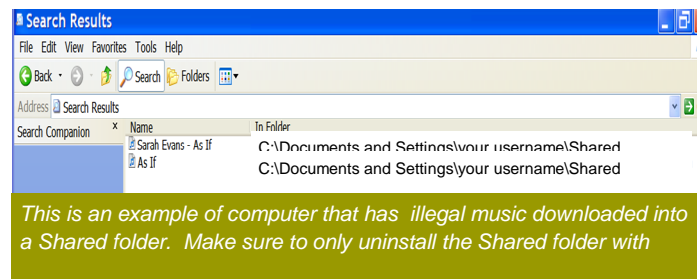 Search Results
File Edit View Favorites Tools Help
Back Search Folders
Address Search Results
Search Companion x Name In Folder
Sarah Evans - As If C:\Documents and Settings\your username\Shared
As If C:\Documents and Settings\your username\Shared
This is an example of computer that has illegal music downloaded into
a Shared folder. Make sure to only uninstall the Shared folder with